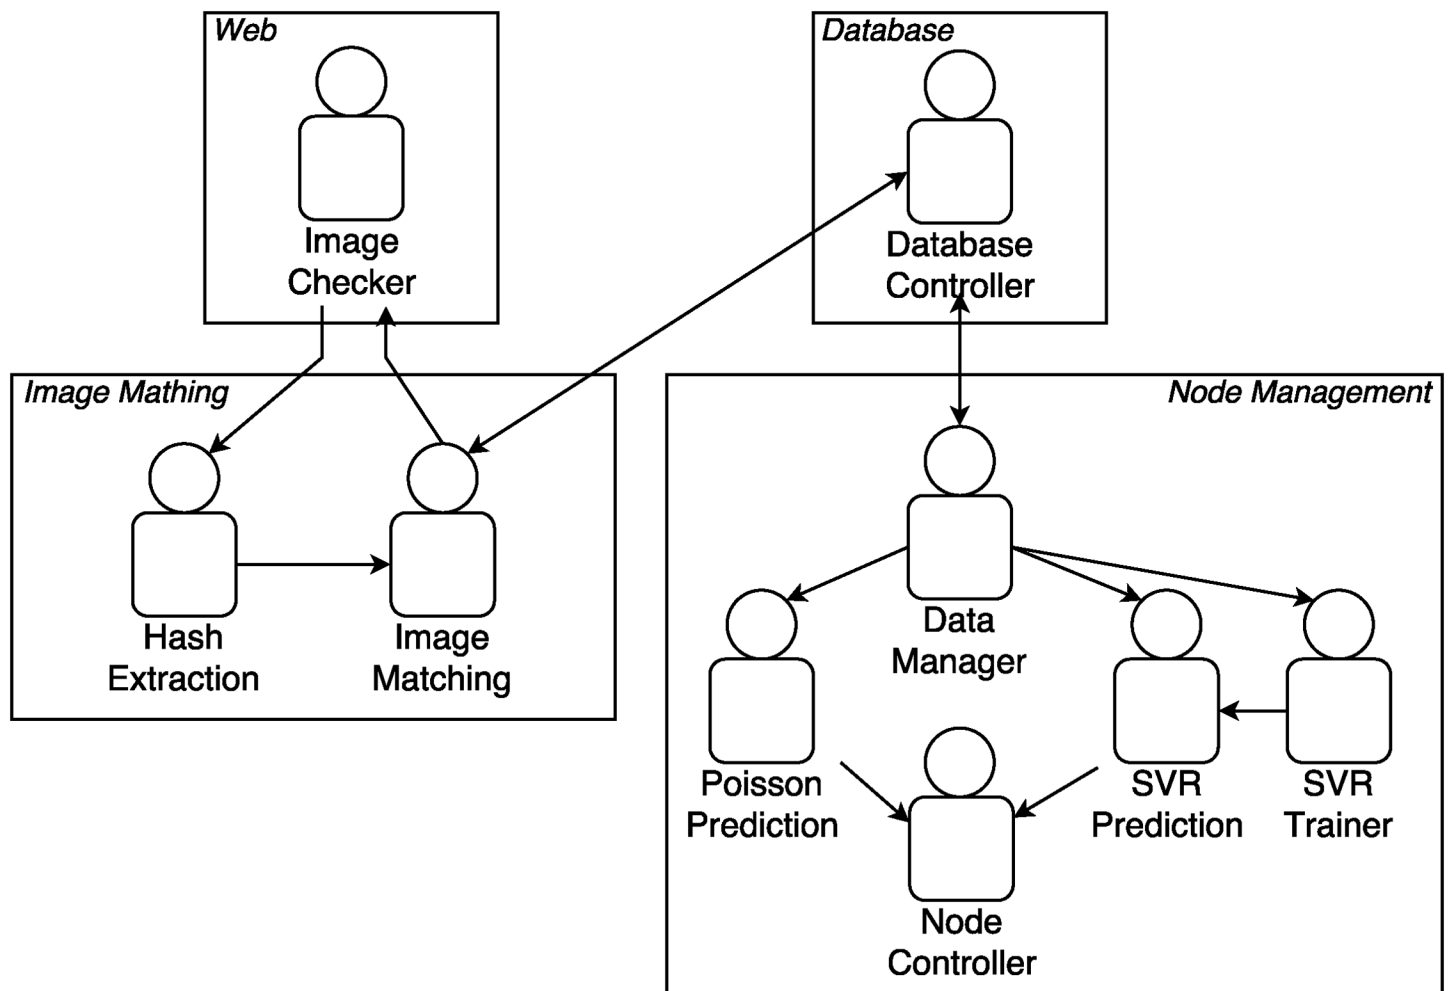 Web
Image
Checker
Database
Database
Controller
Image Mathing
Hash
Extraction
Image
Matching
Node Management
Data
Manager
Poisson
Prediction
SVR
Prediction
SVR
Trainer
Node
Controller